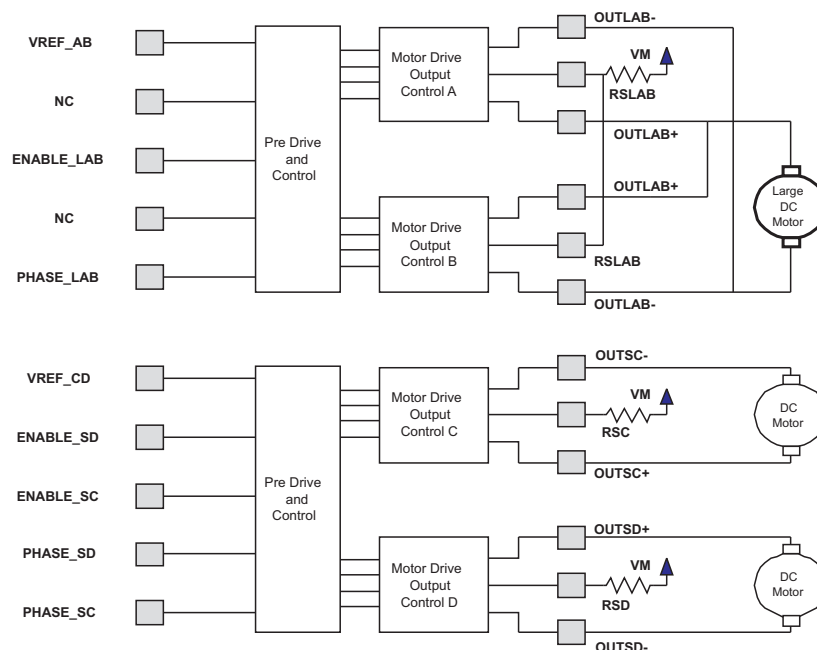 OUTLAB-
VREF_AB
Motor Drive
Output
Control A
VM
RSLAB
NC
OUTLAB+
Pre Drive
and
Control
ENABLE_LAB
OUTLAB+
Large
DC
Motor
NC
Motor Drive
Output
Control B
RSLAB
PHASE_LAB
OUTLAB-
OUTSC-
VREF_CD
Motor Drive
Output
Control C
VM
RSC
DC
Motor
ENABLE_SD
OUTSC+
Pre Drive
and
Control
ENABLE_SC
OUTSD+
PHASE_SD
Motor Drive
Output
Control D
VM
RSD
DC
Motor
PHASE_SC
OUTSD-